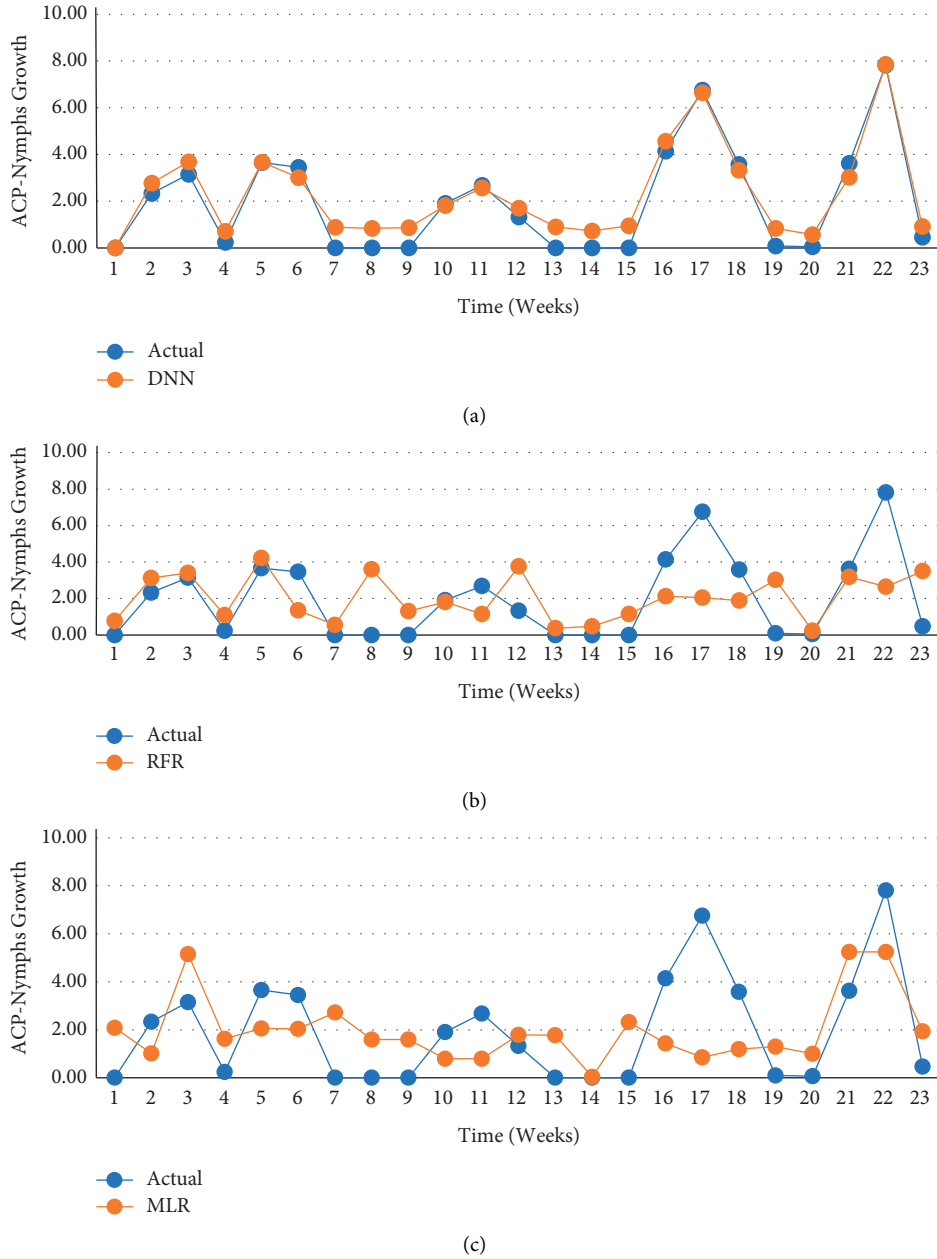 10.00
8.00
6.00
4.00
2.00
0.00
ACP-Nymphs Growth
1 2 3 4 5 6 7 8 9 10 11 12 13 14 15 16 17 18 19 20 21 22 23
Time (Weeks)
Actual
DNN
(a)
10.00
8.00
6.00
4.00
2.00
0.00
ACP-Nymphs Growth
1 2 3 4 5 6 7 8 9 10 11 12 13 14 15 16 17 18 19 20 21 22 23
Time (Weeks)
Actual
RFR
(b)
10.00
8.00
6.00
4.00
2.00
0.00
ACP-Nymphs Growth
1 2 3 4 5 6 7 8 9 10 11 12 13 14 15 16 17 18 19 20 21 22 23
Time (Weeks)
Actual
MLR
(c)